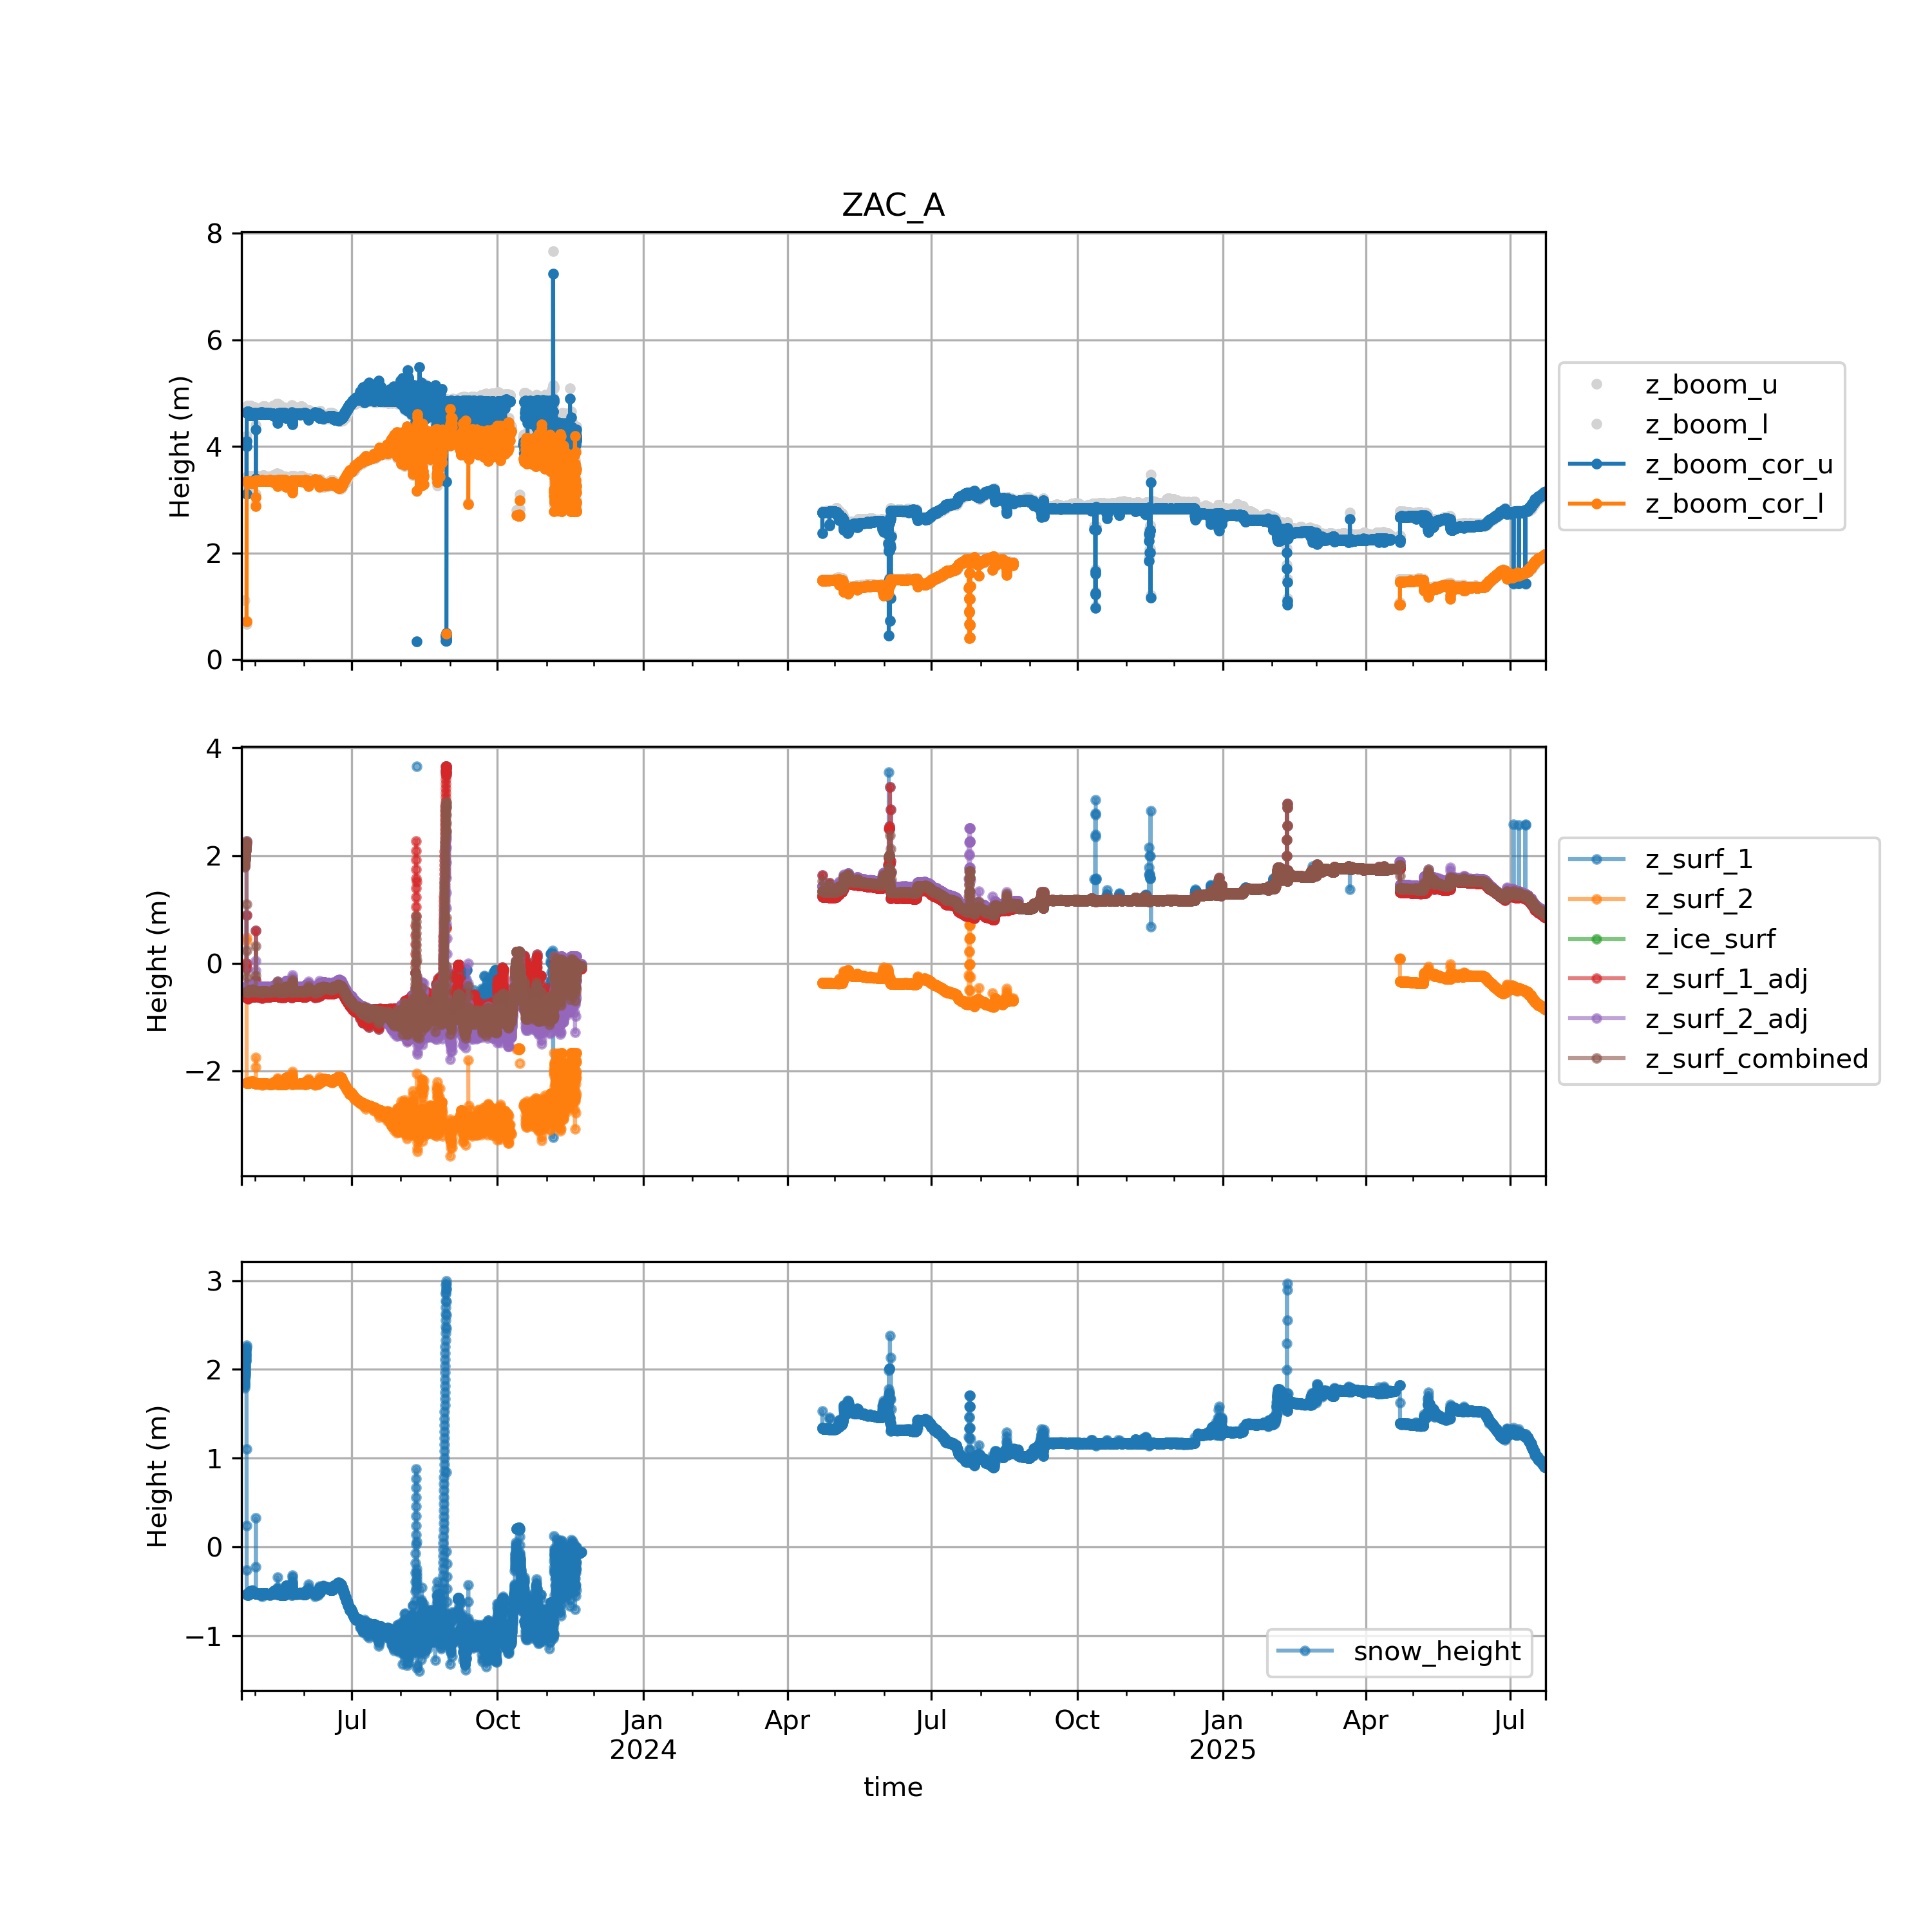 ZAC_A
8
6
4
2
0
Height (m)
z_boom_u
z_boom_l
z_boom_cor_u
z_boom_cor_l
4
2
0
−2
Height (m)
z_surf_1
z_surf_2
z_ice_surf
z_surf_1_adj
z_surf_2_adj
z_surf_combined
3
2
1
0
−1
Height (m)
snow_height
Jul Oct Jan Apr Jul Oct Jan Apr Jul
2024 2025
time